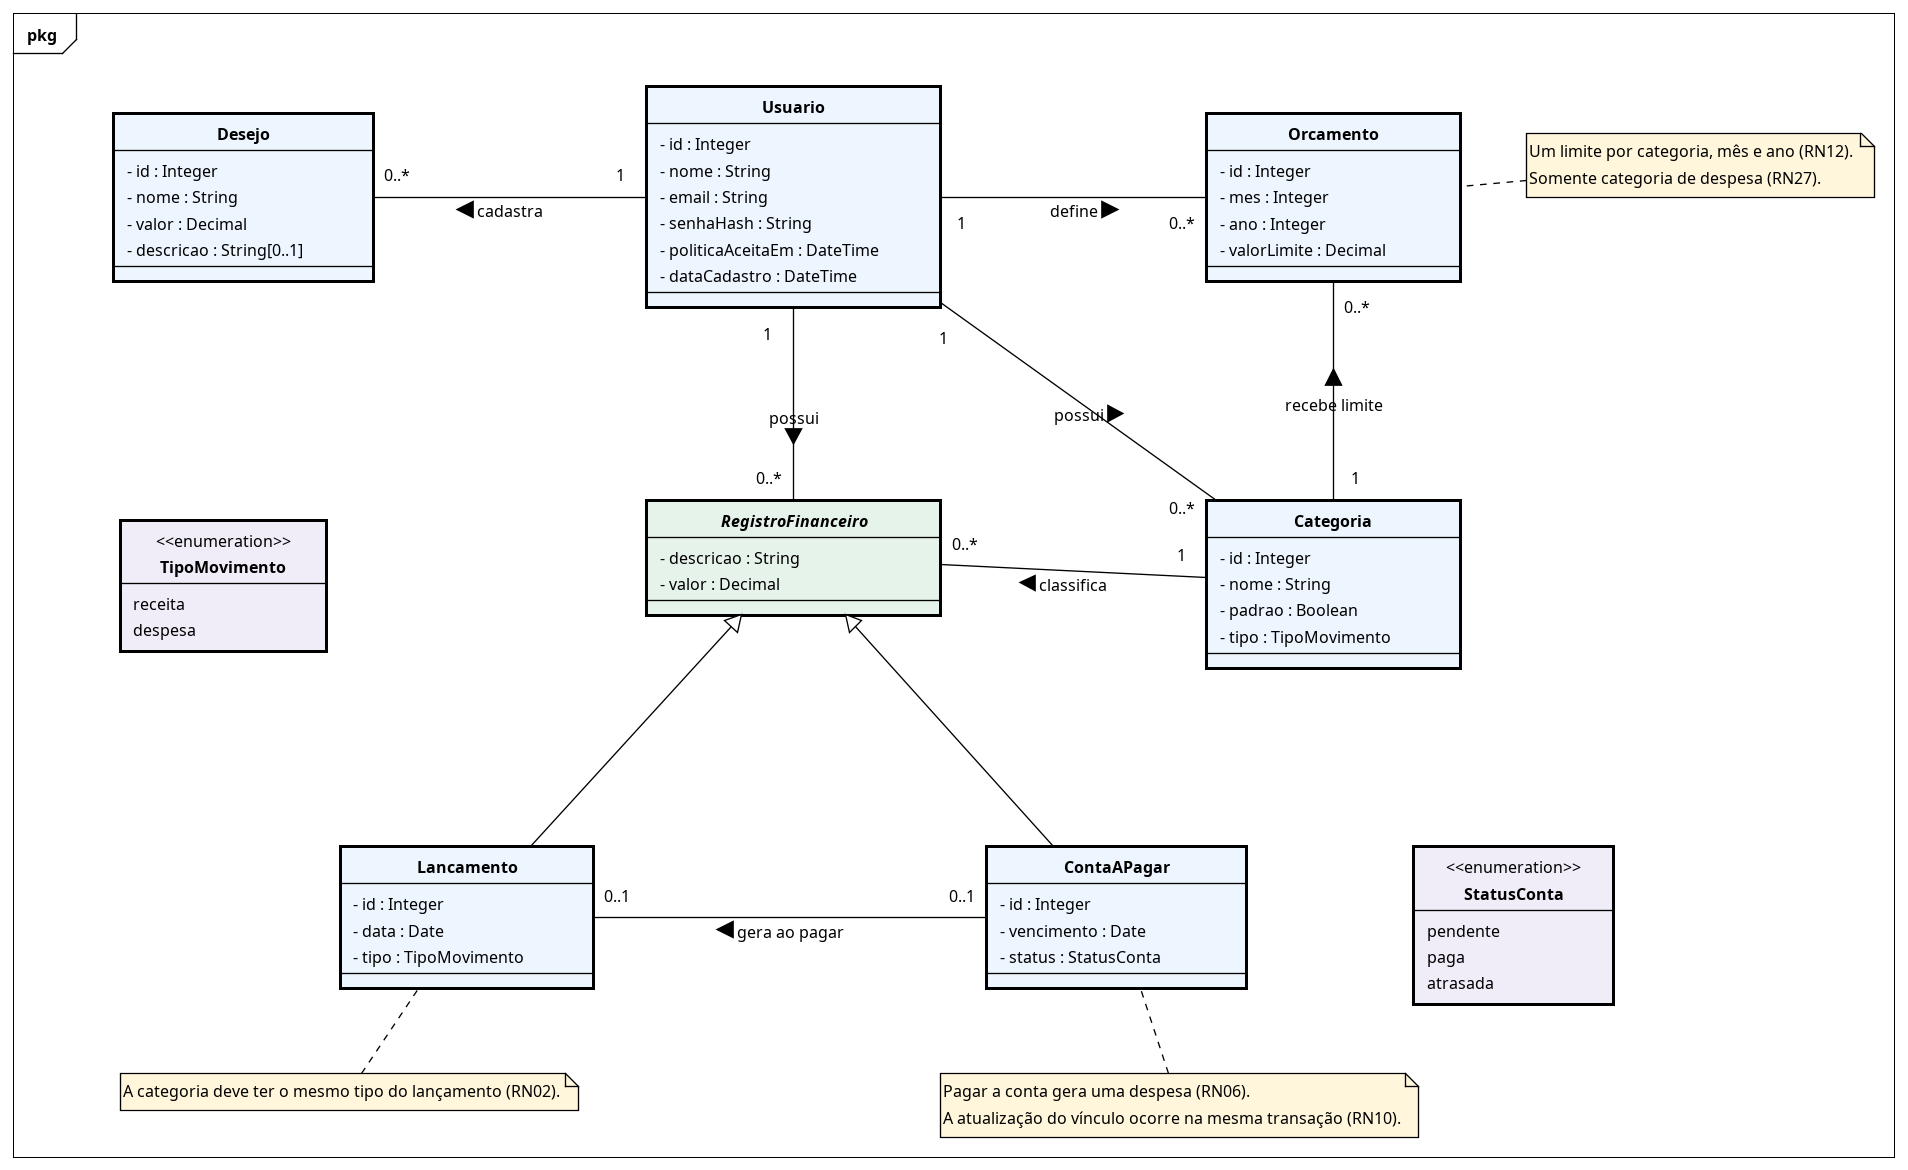 pkg
Desejo
- id : Integer
- nome : String
- valor : Decimal
- descricao : String[0..1]
0..*
1
cadastra
Usuario
- id : Integer
- nome : String
- email : String
- senhaHash : String
- politicaAceitaEm : DateTime
- dataCadastro : DateTime
1
define
0..*
Orcamento
- id : Integer
- mes : Integer
- ano : Integer
- valorLimite : Decimal
Um limite por categoria, mês e ano (RN12).
Somente categoria de despesa (RN27).
1
possui
0..*
1
possui
0..*
0..*
recebe limite
1
<<enumeration>>
TipoMovimento
receita
despesa
RegistroFinanceiro
- descricao : String
- valor : Decimal
0..*
1
classifica
Categoria
- id : Integer
- nome : String
- padrao : Boolean
- tipo : TipoMovimento
Lancamento
- id : Integer
- data : Date
- tipo : TipoMovimento
0..1
0..1
gera ao pagar
ContaAPagar
- id : Integer
- vencimento : Date
- status : StatusConta
<<enumeration>>
StatusConta
pendente
paga
atrasada
A categoria deve ter o mesmo tipo do lançamento (RN02).
Pagar a conta gera uma despesa (RN06).
A atualização do vínculo ocorre na mesma transação (RN10).